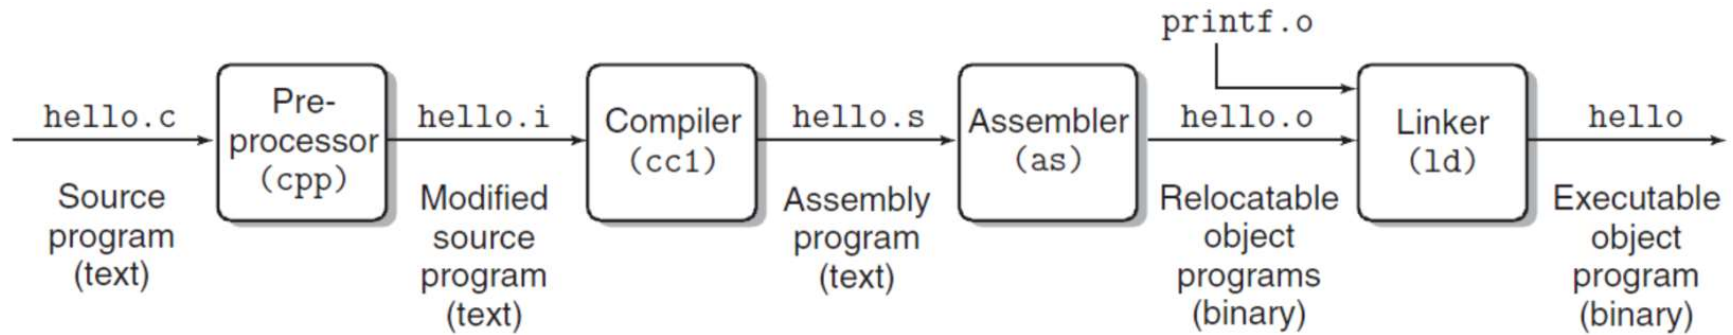 printf.o
hello.c
Pre-
processor
(cpp)
hello.i
Compiler
(cc1)
hello.s
Assembler
(as)
hello.o
Linker
(ld)
hello
Source
program
(text)
Modified
source
program
(text)
Assembly
program
(text)
Relocatable
object
programs
(binary)
Executable
object
program
(binary)